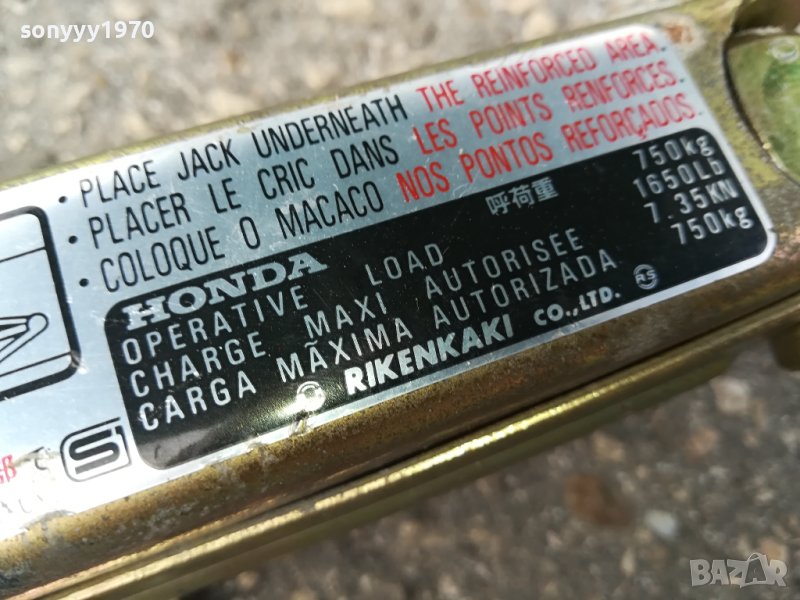 sonyyy1970
• PLACE JACK UNDERNEATH THE REINFORCED AREA.
• PLACER LE CRIC DANS LES POINTS RENFORCES.
• COLOQUE O MACACO NOS PONTOS REFORÇADOS.
HONDA 呼荷重 750kg
OPERATIVE LOAD 1650LD
CHARGE MAXI AUTORISEE 7.35KN
CARGA MÃXIMA AUTORIZADA 750kg
RIKENKAKI CO.,LTD. RS
BAZAR